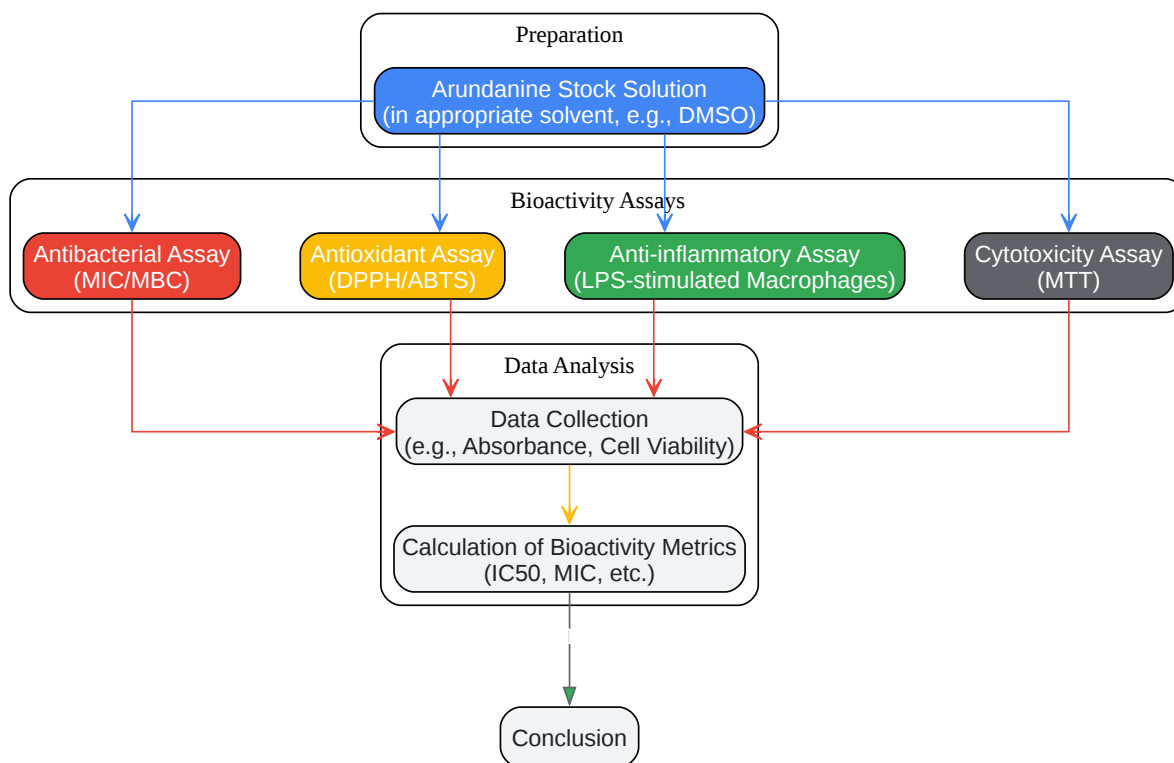 Preparation
Arundanine Stock Solution
(in appropriate solvent, e.g., DMSO)
Bioactivity Assays
Antibacterial Assay
(MIC/MBC)
Antioxidant Assay
(DPPH/ABTS)
Anti-inflammatory Assay
(LPS-stimulated Macrophages)
Cytotoxicity Assay
(MTT)
Data Analysis
Data Collection
(e.g., Absorbance, Cell Viability)
Calculation of Bioactivity Metrics
(IC50, MIC, etc.)
Conclusion